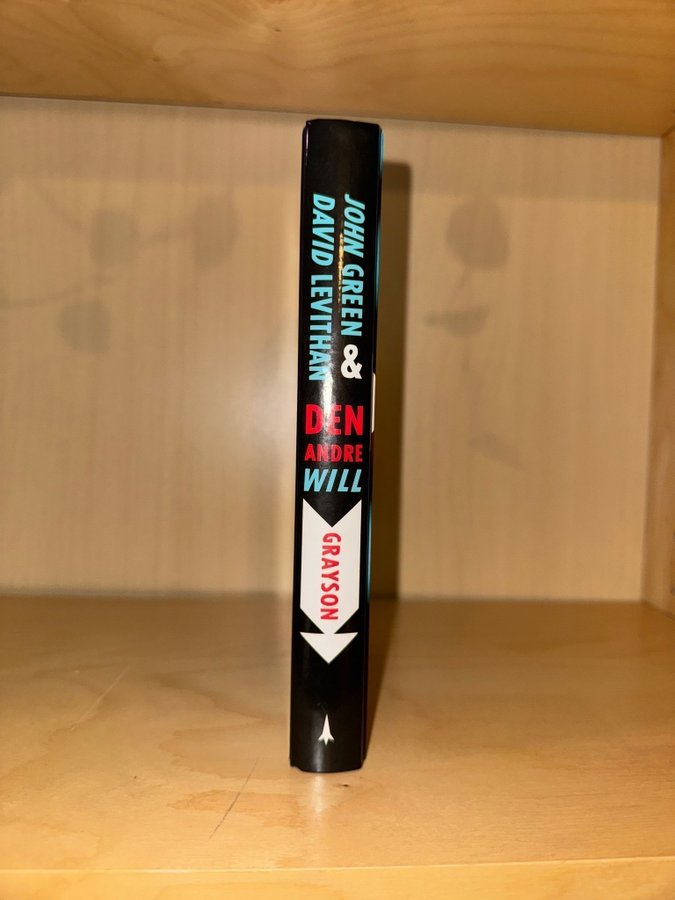 JOHN GREEN &
DAVID LEVITHAN
DEN
ANDRE
WILL
GRAYSON